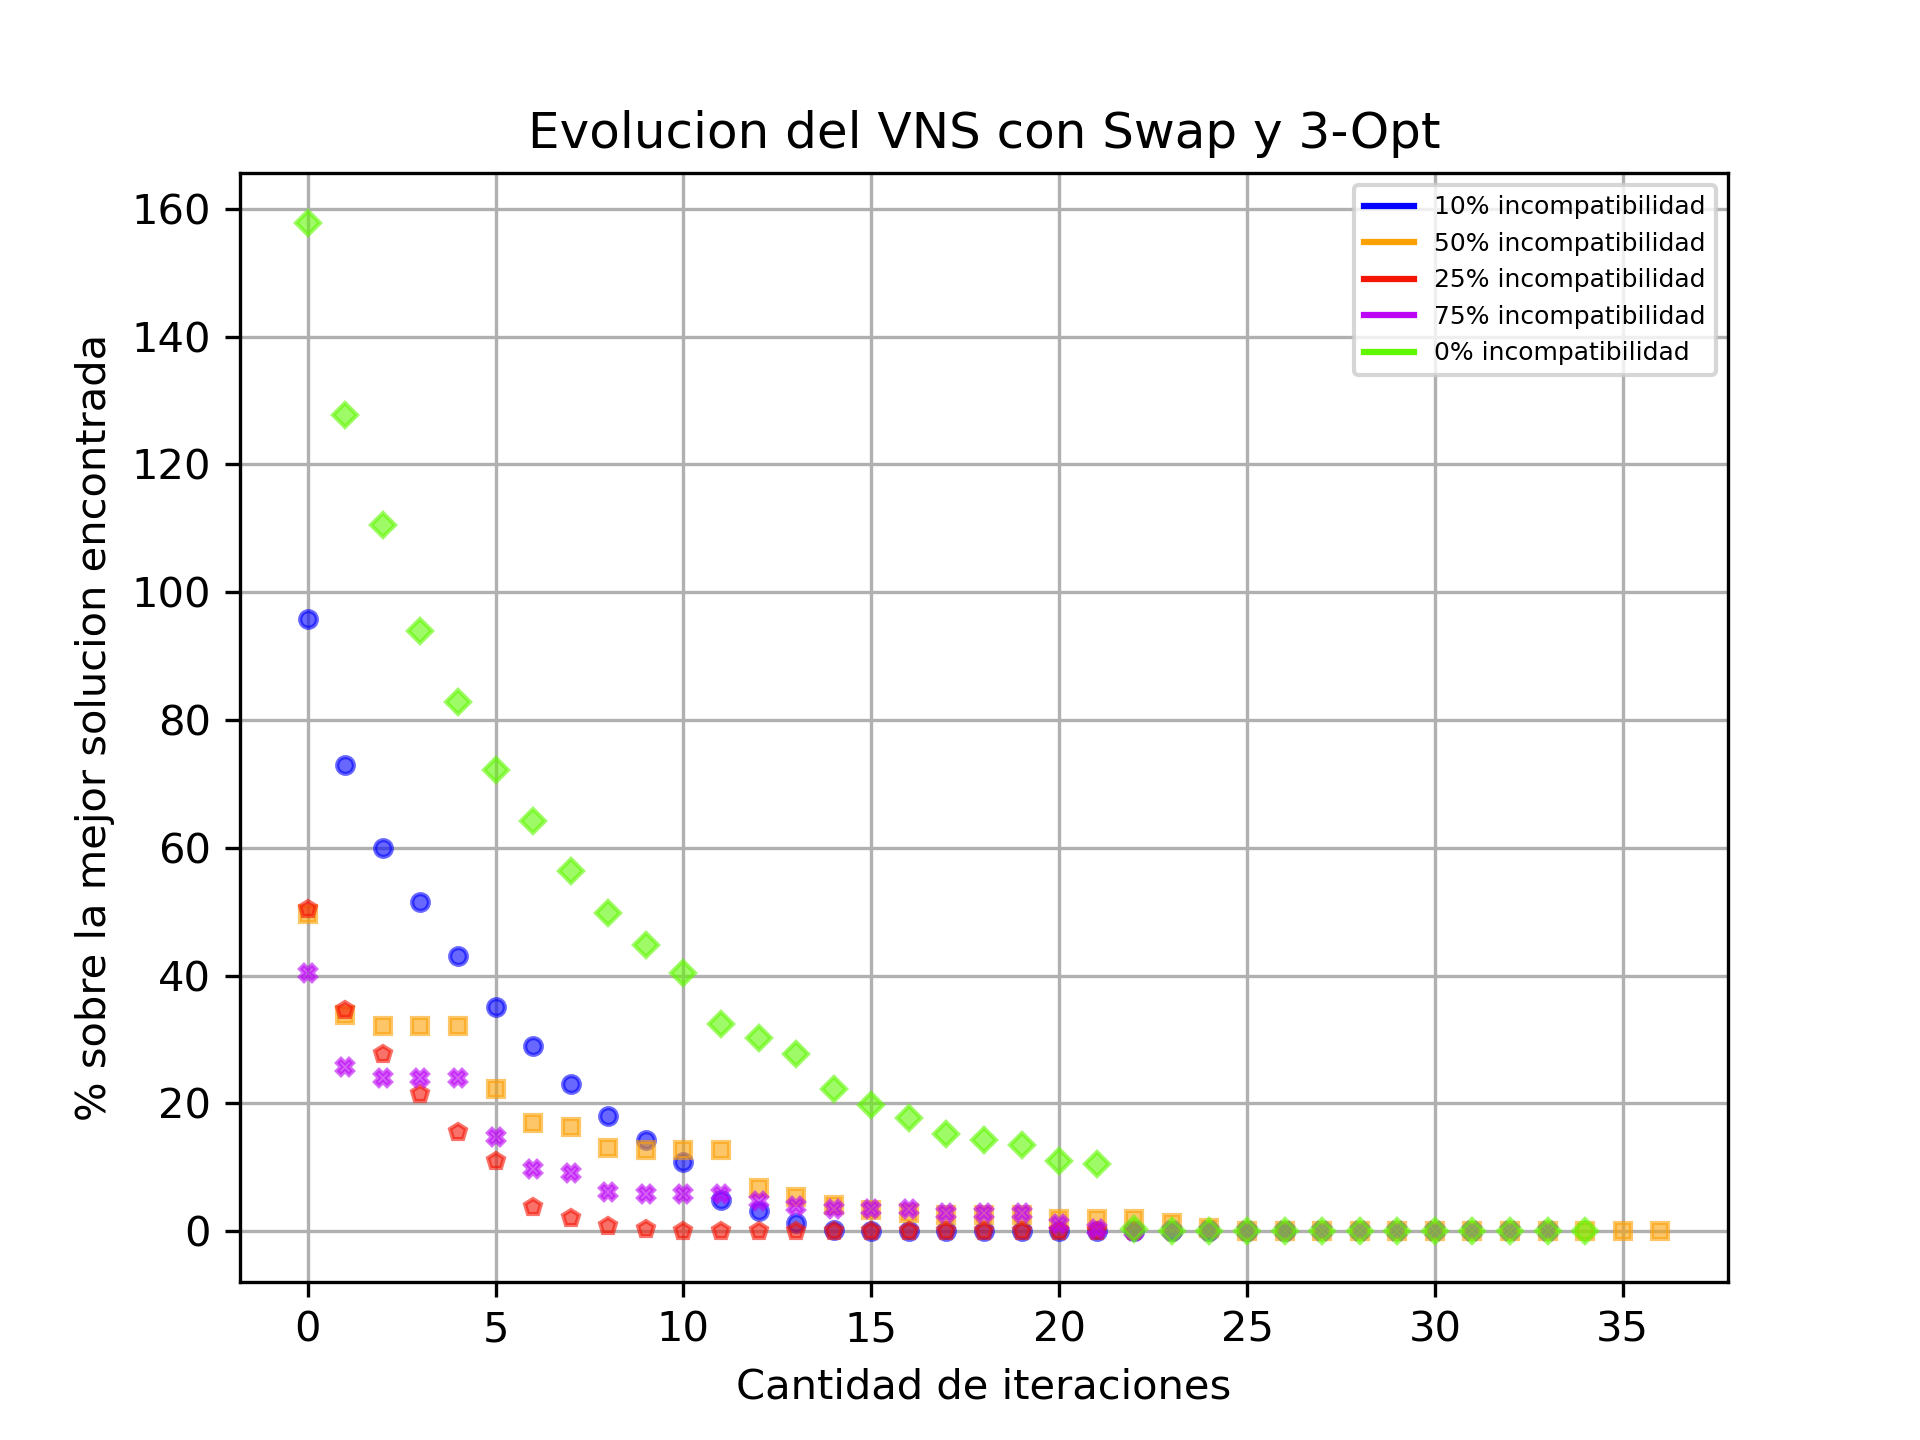 Evolucion del VNS con Swap y 3-Opt
160
140
120
100
80
60
40
20
0
% sobre la mejor solucion encontrada
10% incompatibilidad
50% incompatibilidad
25% incompatibilidad
75% incompatibilidad
0% incompatibilidad
0 5 10 15 20 25 30 35
Cantidad de iteraciones